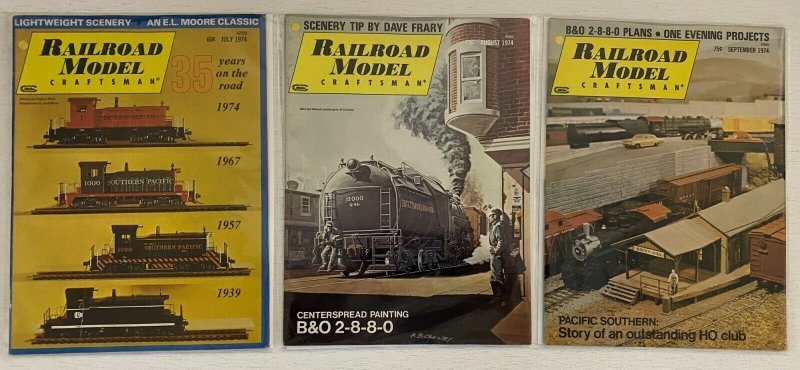 LIGHTWEIGHT SCENERY AN E.L. MOORE CLASSIC
60¢ JULY 1974
RAILROAD
MODEL
CRAFTSMAN
35 years
on the
road
1974
1967
1000 SOUTHERN PACIFIC
1957
SOUTHERN PACIFIC
1939
SCENERY TIP BY DAVE FRARY
75¢ AUGUST 1974
RAILROAD
MODEL
CRAFTSMAN
CENTERSPREAD PAINTING
B&O 2-8-8-0
B&O 2-8-8-0 PLANS • ONE EVENING PROJECTS
75¢ SEPTEMBER 1974
RAILROAD
MODEL
CRAFTSMAN
PACIFIC SOUTHERN:
Story of an outstanding HO club